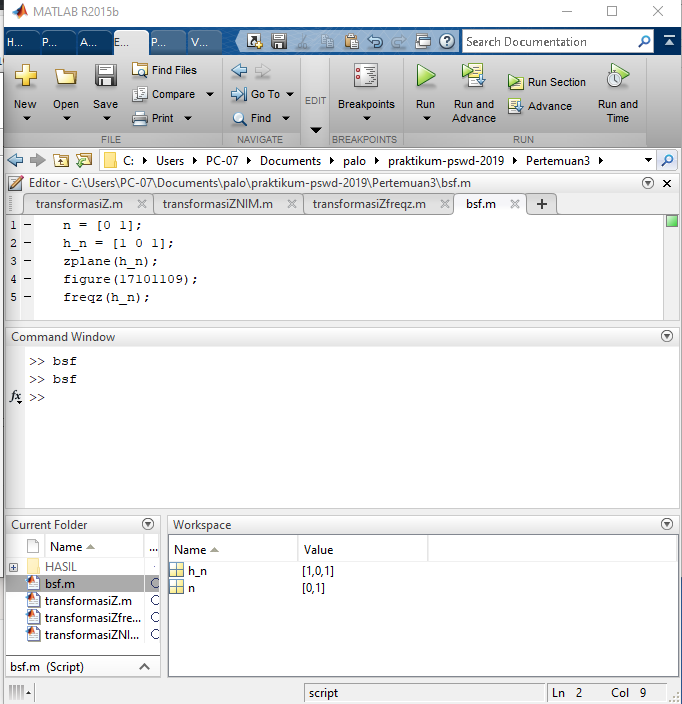 MATLAB R2015b
H... P... A... E... P... V... Search Documentation
New Open Save Find Files Compare Print Go To Find EDIT Breakpoints Run Run and Advance Run Section Advance Run and Time
FILE NAVIGATE BREAKPOINTS RUN
C: Users PC-07 Documents palo praktikum-pswd-2019 Pertemuan3
Editor - C:\Users\PC-07\Documents\palo\praktikum-pswd-2019\Pertemuan3\bsf.m
transformasiZ.m transformasiZNIM.m transformasiZfreqz.m bsf.m
1 – n = [0 1];
2 – h_n = [1 0 1];
3 – zplane(h_n);
4 – figure(17101109);
5 – freqz(h_n);
Command Window
>> bsf
>> bsf
fx >>
Current Folder
Name ...
HASIL
bsf.m
transformasiZ.m
transformasiZfre...
transformasiZNI...
bsf.m (Script)
Workspace
Name Value
h_n [1,0,1]
n [0,1]
script Ln 2 Col 9